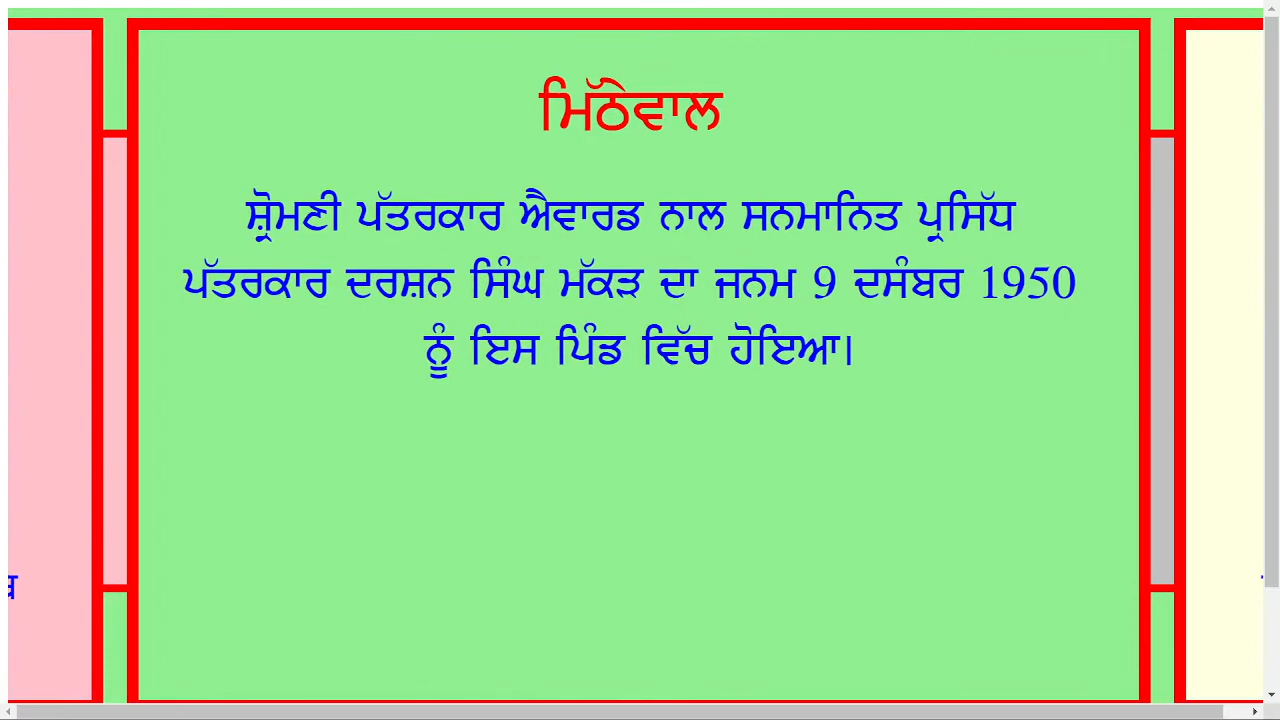 ਮਿੱਠੇਵਾਲ
ਸ਼੍ਰੋਮਣੀ ਪੱਤਰਕਾਰ ਐਵਾਰਡ ਨਾਲ ਸਨਮਾਨਿਤ ਪ੍ਰਸਿੱਧ
ਪੱਤਰਕਾਰ ਦਰਸ਼ਨ ਸਿੰਘ ਮੱਕੜ ਦਾ ਜਨਮ 9 ਦਸੰਬਰ 1950
ਨੂੰ ਇਸ ਪਿੰਡ ਵਿੱਚ ਹੋਇਆ।